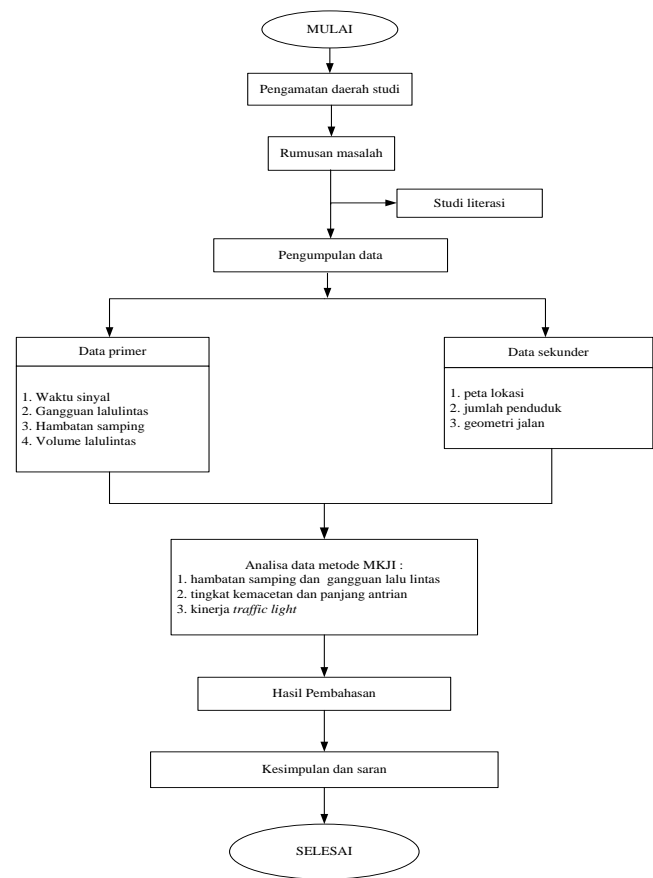 MULAI
Pengamatan daerah studi
Rumusan masalah
Studi literasi
Pengumpulan data
Data primer
1. Waktu sinyal
2. Gangguan lalulintas
3. Hambatan samping
4. Volume lalulintas
Data sekunder
1. peta lokasi
2. jumlah penduduk
3. geometri jalan
Analisa data metode MKJI :
1. hambatan samping dan gangguan lalu lintas
2. tingkat kemacetan dan panjang antrian
3. kinerja traffic light
Hasil Pembahasan
Kesimpulan dan saran
SELESAI